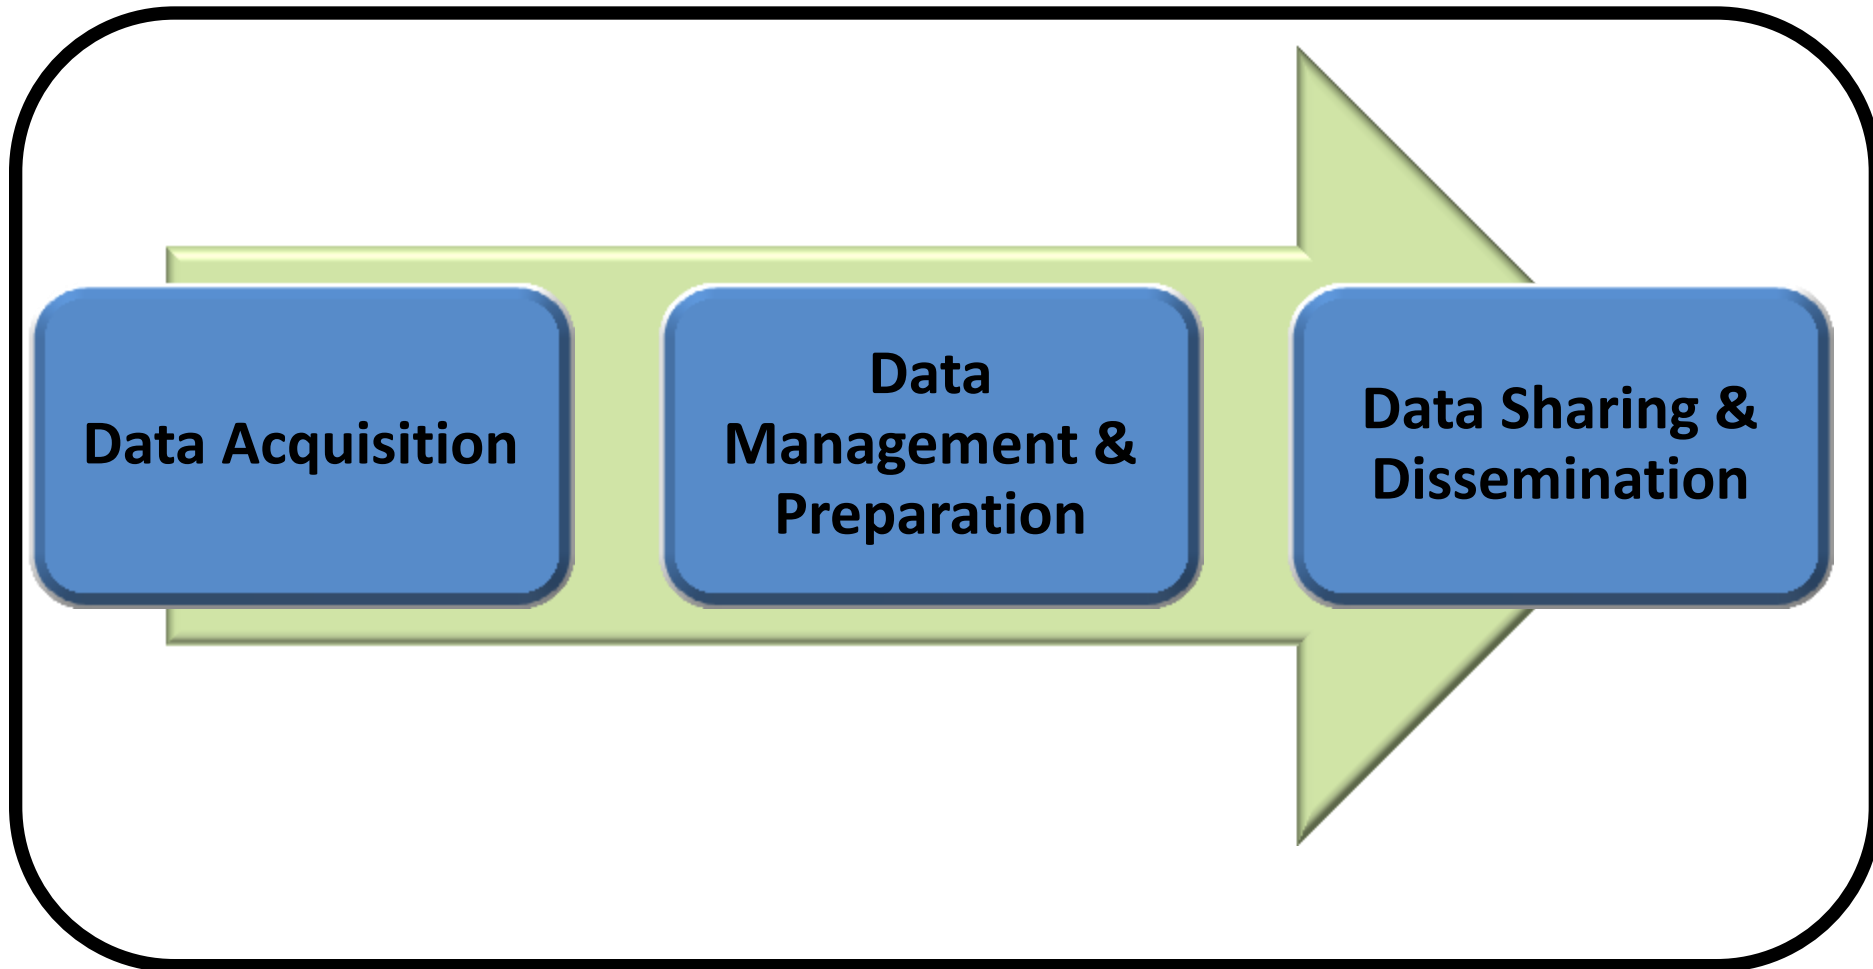 Data Acquisition
Data
Management &
Preparation
Data Sharing &
Dissemination